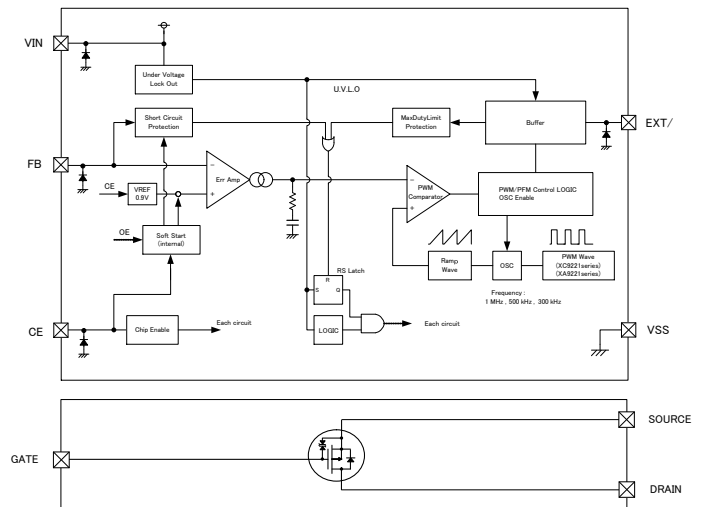 VIN
Under Voltage
Lock Out
U.V.L.O
Short Circuit
Protection
MaxDutyLimit
Protection
Buffer
EXT/
FB
CE
VREF
0.9V
−
+
Err Amp
−
+
PWM
Comparator
PWM/PFM Control LOGIC
OSC Enable
OE
Soft Start
(internal)
Ramp
Wave
OSC
PWM Wave
(XC9221series)
(XA9221series)
Frequency :
1 MHz , 500 kHz , 300 kHz
RS Latch
R
S
Q
CE
Chip Enable
Each circuit
LOGIC
Each circuit
VSS
SOURCE
GATE
DRAIN